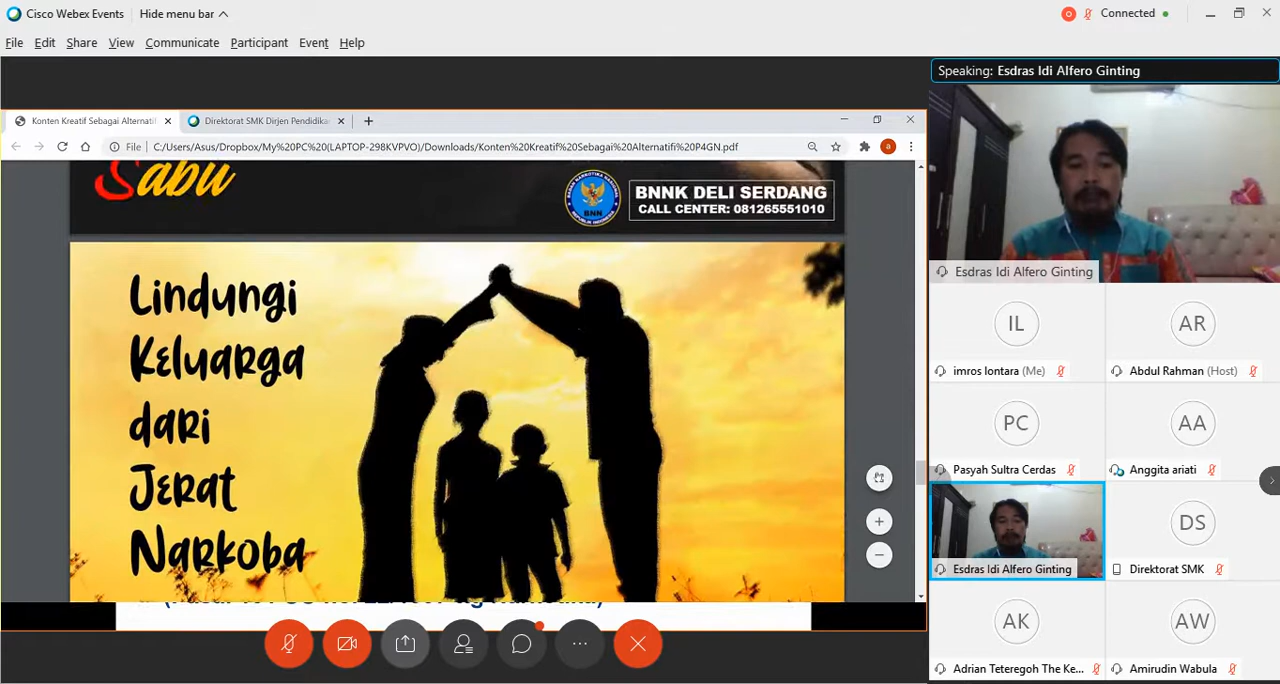 Cisco Webex Events
Hide menu bar
Connected
File Edit Share View Communicate Participant Event Help
Speaking: Esdras Idi Alfero Ginting
Konten Kreatif Sebagai Alternatif
Direktorat SMK Dirjen Pendidika
File
C:/Users/Asus/Dropbox/My%20PC%20(LAPTOP-298KVPVO)/Downloads/Konten%20Kreatif%20Sebagai%20Alternatifi%20P4GN.pdf
a
Sabu
BNN
BNNK DELI SERDANG
CALL CENTER: 081265551010
Lindungi
Keluarga
dari
Jerat
Narkoba
Esdras Idi Alfero Ginting
IL
imros lontara (Me)
AR
Abdul Rahman (Host)
PC
Pasyah Sultra Cerdas
AA
Anggita ariati
Esdras Idi Alfero Ginting
DS
Direktorat SMK
AK
Adrian Teteregoh The Ke...
AW
Amirudin Wabula